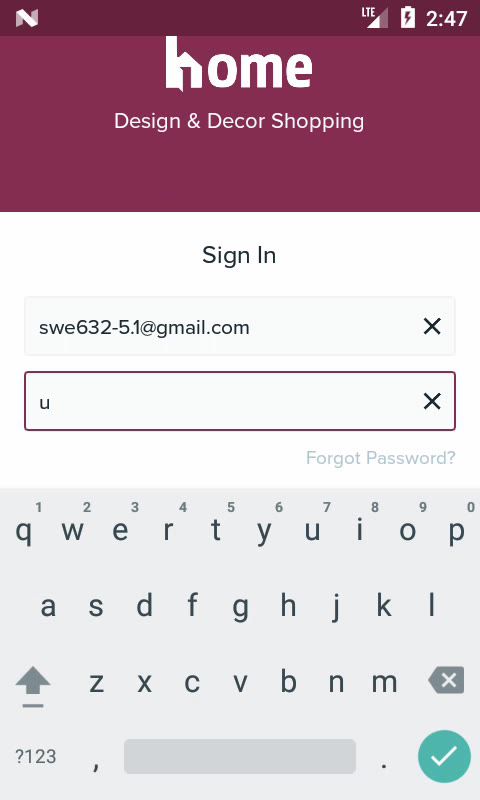 LTE 2:47
home
Design & Decor Shopping
Sign In
swe632-5.1@gmail.com
u
Forgot Password?
1 2 3 4 5 6 7 8 9 0
q w e r t y u i o p
a s d f g h j k l
z x c v b n m
?123 , .